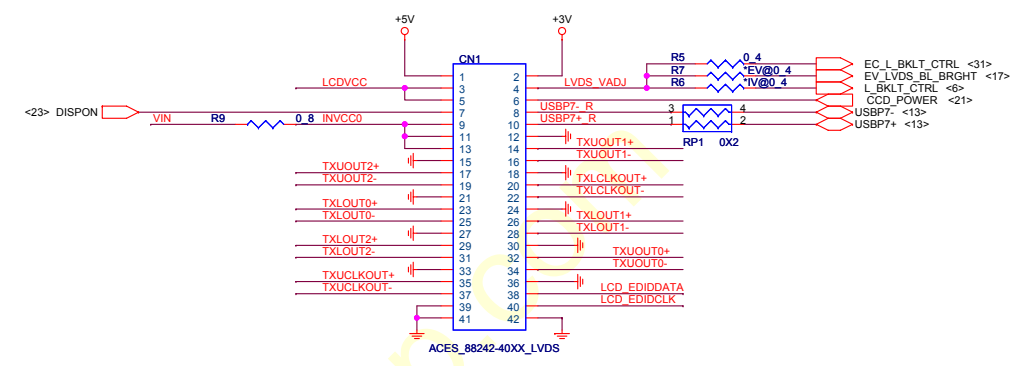 +5V +3V
CN1 R5 0_4 EC_L_BKLT_CTRL <31>
1 2 R7 *EV@0_4 EV_LVDS_BL_BRGHT <17>
LCDVCC 3 4 LVDS_VADJ R6 *IV@0_4 L_BKLT_CTRL <6>
5 6 CCD_POWER <21>
<23> DISPON 7 8 USBP7-_R 3 4 USBP7- <13>
VIN R9 0_8 INVCC0 9 10 USBP7+_R 1 2 USBP7+ <13>
11 12 RP1 0X2
13 14 TXUOUT1+
15 16 TXUOUT1-
TXUOUT2+ 17 18
TXUOUT2- 19 20 TXLCLKOUT+
21 22 TXLCLKOUT-
TXLOUT0+ 23 24
TXLOUT0- 25 26 TXLOUT1+
27 28 TXLOUT1-
TXLOUT2+ 29 30
TXLOUT2- 31 32 TXUOUT0+
33 34 TXUOUT0-
TXUCLKOUT+ 35 36
TXUCLKOUT- 37 38 LCD_EDIDDATA
39 40 LCD_EDIDCLK
41 42
ACES_88242-40XX_LVDS